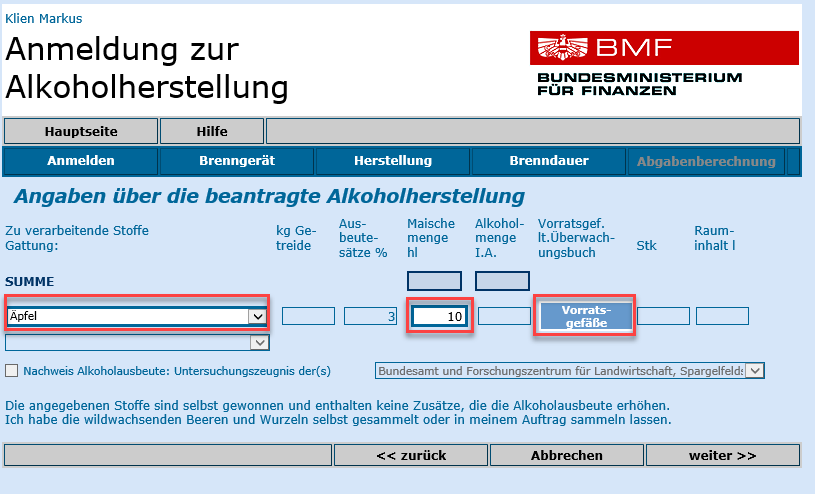 Klien Markus
Anmeldung zur
Alkoholherstellung
BMF
BUNDESMINISTERIUM
FÜR FINANZEN
Hauptseite Hilfe
Anmelden Brenngerät Herstellung Brenndauer Abgabenberechnung
Angaben über die beantragte Alkoholherstellung
Zu verarbeitende Stoffe
Gattung:
kg Ge-
treide
Aus-
beute-
sätze %
Maische
menge
hl
Alkohol-
menge
I.A.
Vorratsgef.
lt.Überwach-
ungsbuch
Stk
Raum-
inhalt l
SUMME
Äpfel 3 10 Vorrats-
gefäße
Nachweis Alkoholausbeute: Untersuchungszeugnis der(s) Bundesamt und Forschungszentrum für Landwirtschaft, Spargelfelds
Die angegebenen Stoffe sind selbst gewonnen und enthalten keine Zusätze, die die Alkoholausbeute erhöhen.
Ich habe die wildwachsenden Beeren und Wurzeln selbst gesammelt oder in meinem Auftrag sammeln lassen.
<< zurück Abbrechen weiter >>